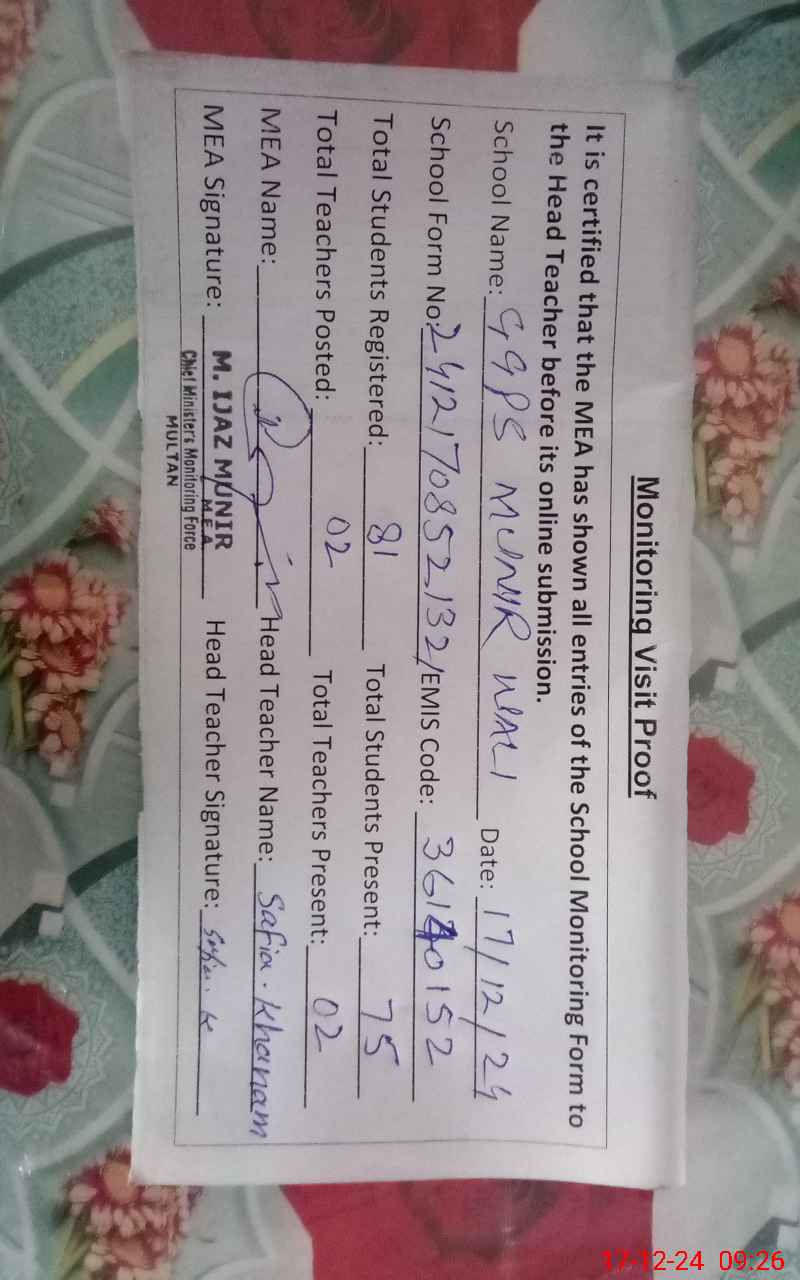 Monitoring Visit Proof
It is certified that the MEA has shown all entries of the School Monitoring Form to
the Head Teacher before its online submission.
School Name: GGPS MUNIR WALI Date: 17/12/24
School Form No: 2412170852132/EMIS Code: 36140152
Total Students Registered: 81 Total Students Present: 75
Total Teachers Posted: 02 Total Teachers Present: 02
MEA Name: Head Teacher Name: Safia.Khanam
MEA Signature: Head Teacher Signature: Safia.K
M. IJAZ MUNIR
MEA
Chief Minister's Monitoring Force
MULTAN
17-12-24 09:26